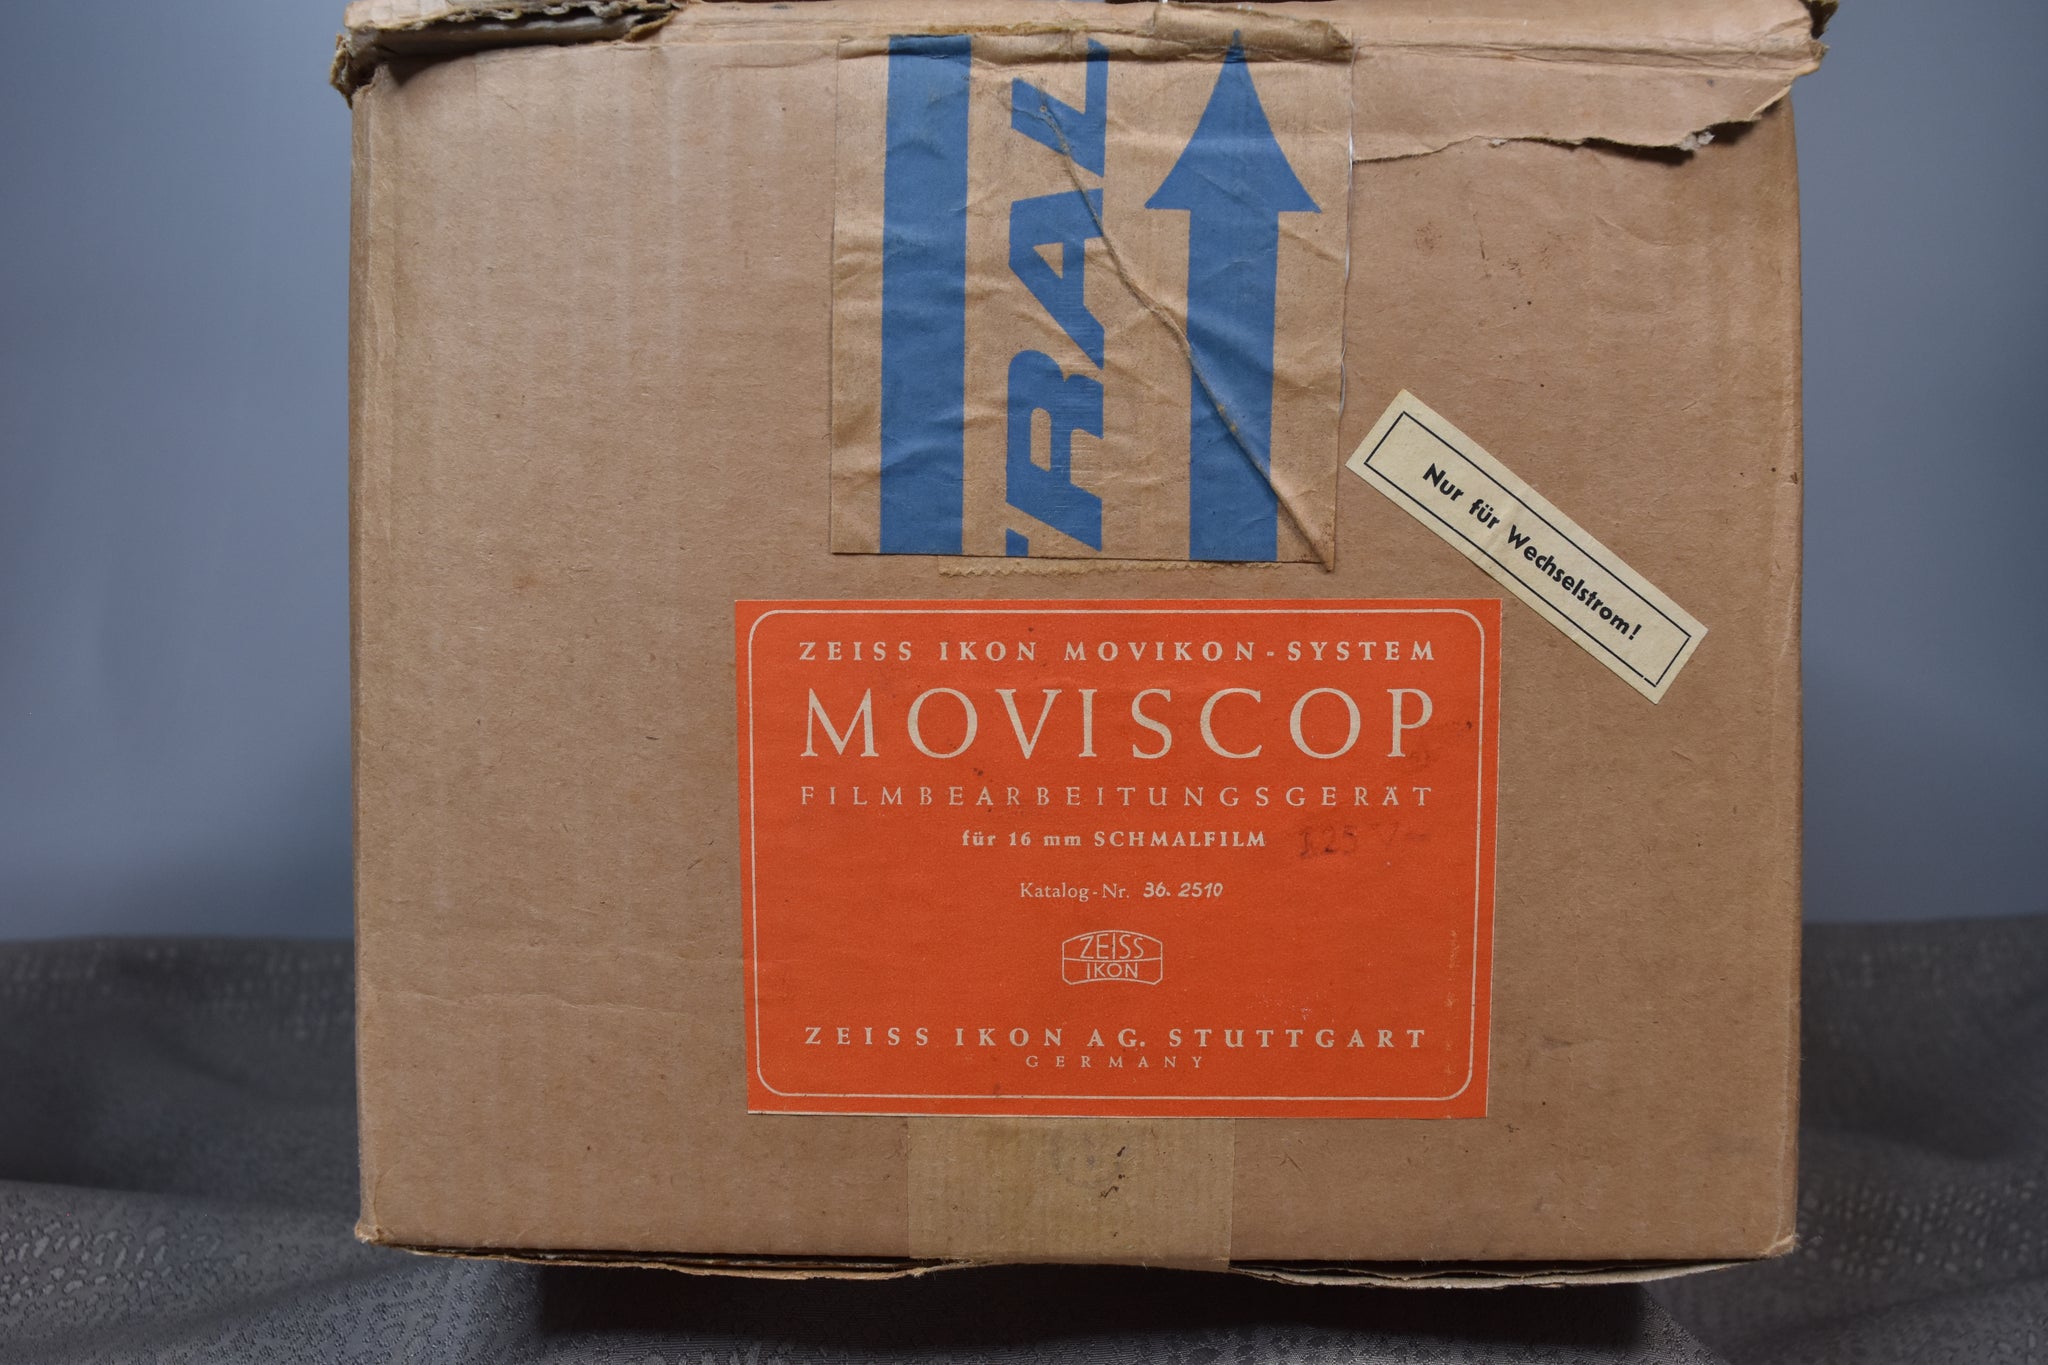 RAL
Nur für Wechselstrom!
ZEISS IKON MOVIKON-SYSTEM
MOVISCOP
FILMBEARBEITUNGSGERÄT
für 16 mm SCHMALFILM
Katalog-Nr. 36.2510
ZEISS
IKON
ZEISS IKON AG. STUTTGART
GERMANY